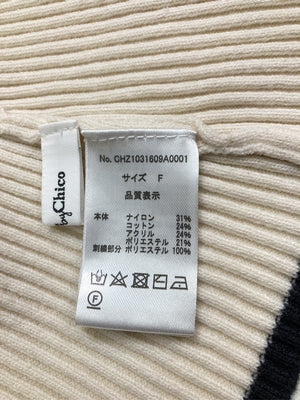 byChico
No. CHZ1031609A0001
サイズ F
品質表示
本体 ナイロン 31%
コットン 24%
アクリル 24%
ポリエステル 21%
刺繍部分 ポリエステル 100%
F